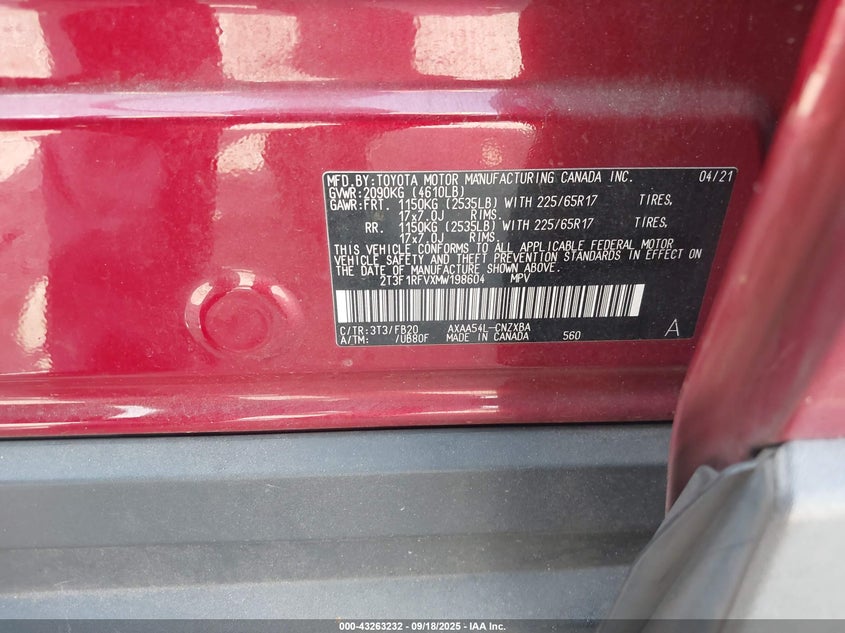 MFD.BY:TOYOTA MOTOR MANUFACTURING CANADA INC. 04/21
GVWR:2090KG (4610LB)
GAWR:FRT. 1150KG (2535LB) WITH 225/65R17 TIRES,
17x7.0J RIMS.
RR. 1150KG (2535LB) WITH 225/65R17 TIRES,
17x7.0J RIMS.
THIS VEHICLE CONFORMS TO ALL APPLICABLE FEDERAL MOTOR
VEHICLE SAFETY AND THEFT PREVENTION STANDARDS IN EFFECT ON
THE DATE OF MANUFACTURE SHOWN ABOVE.
2T3F1RFVXMW198604 MPV
C/TR:3T3/FB20 AXAA54L-CNZXBA A
A/TM: /UB80F MADE IN CANADA 560
000-43263232 - 09/18/2025 - IAA Inc.